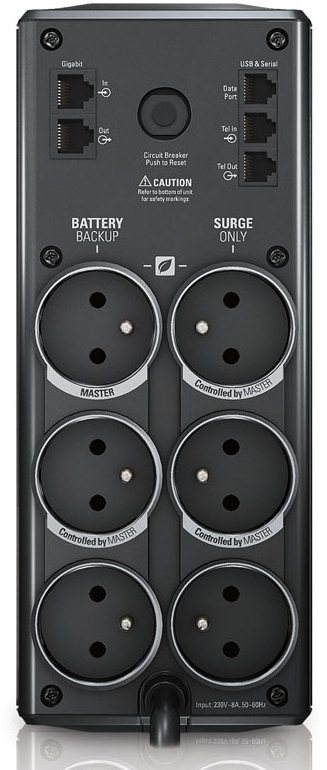 Gigabit
In
Out
Circuit Breaker
Push to Reset
USB & Serial
Data
Port
Tel In
Tel Out
CAUTION
Refer to bottom of unit
for safety markings
BATTERY
BACKUP
SURGE
ONLY
MASTER
Controlled by MASTER
Controlled by MASTER
Controlled by MASTER
Input: 230V~8A, 50-60Hz